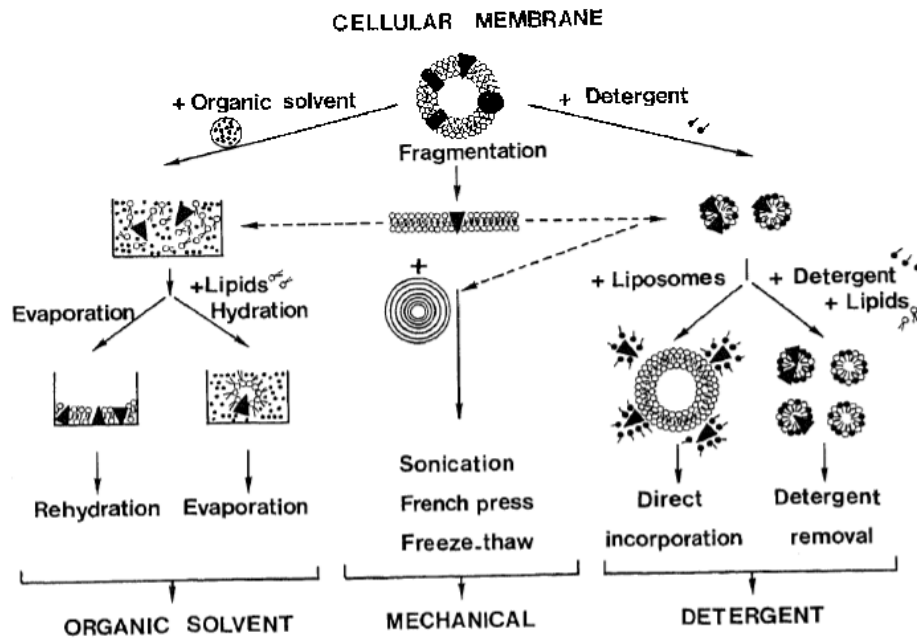 CELLULAR MEMBRANE
+ Organic solvent
+ Detergent
Fragmentation
+
+ Liposomes
+ Detergent
+ Lipids
+Lipids
Evaporation
Hydration
Sonication
French press
Freeze-thaw
Rehydration
Evaporation
Direct
incorporation
Detergent
removal
ORGANIC SOLVENT
MECHANICAL
DETERGENT